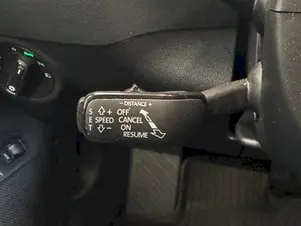 − DISTANCE +
S ⇧+ OFF
E SPEED CANCEL
T ⇩− ON
RESUME